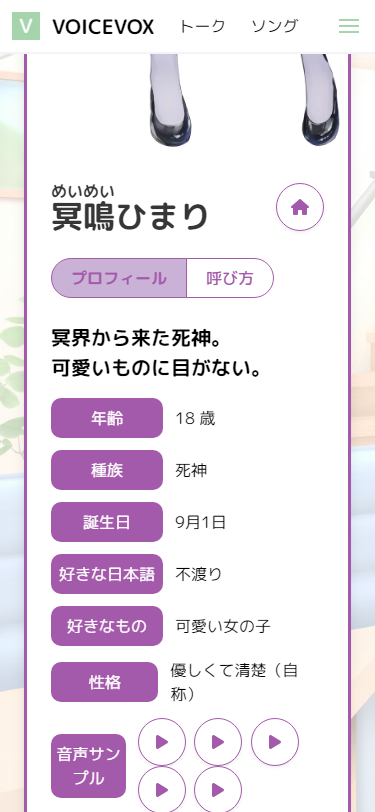 V VOICEVOX トーク ソング
めいめい
冥鳴ひまり
プロフィール 呼び方
冥界から来た死神。
可愛いものに目がない。
年齢 18 歳
種族 死神
誕生日 9月1日
好きな日本語 不渡り
好きなもの 可愛い女の子
性格 優しくて清楚（自
称）
音声サン
プル